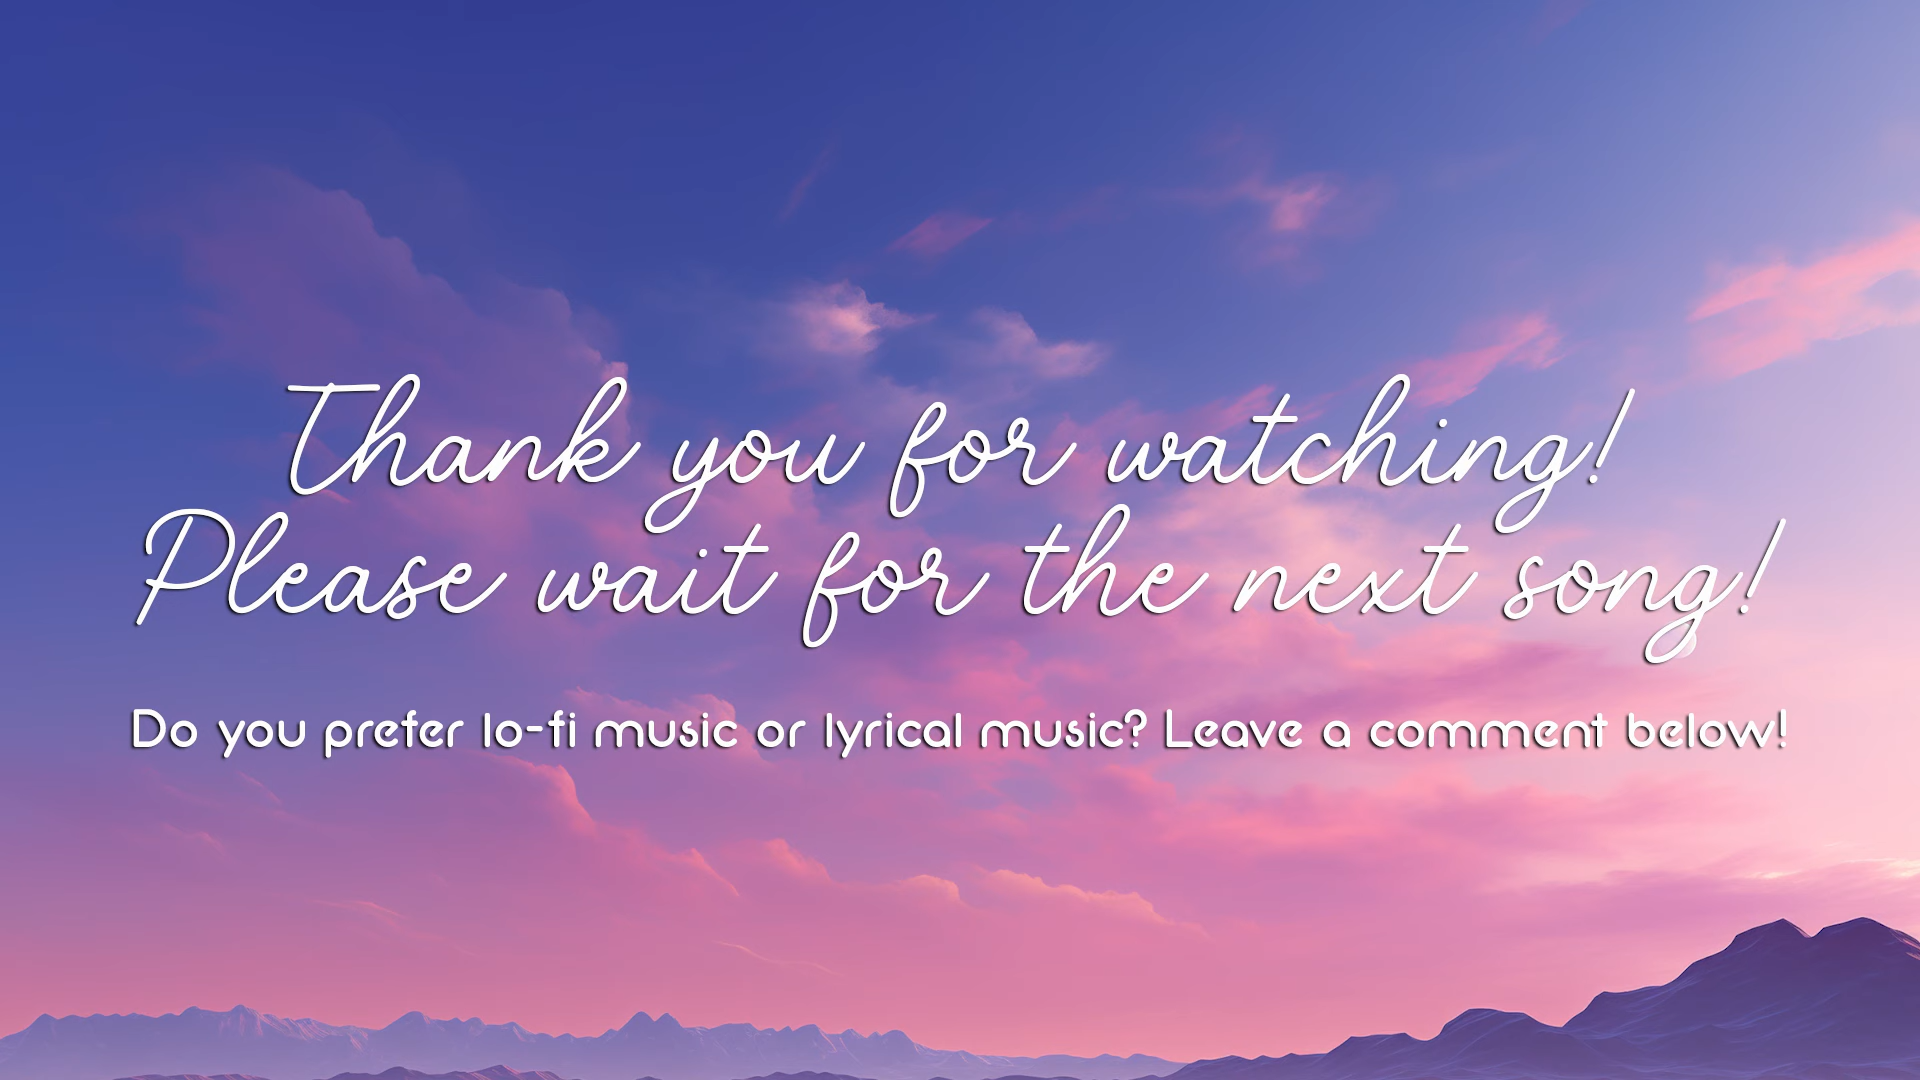 Thank you for watching!
Please wait for the next song!
Do you prefer lo-fi music or lyrical music? Leave a comment below!